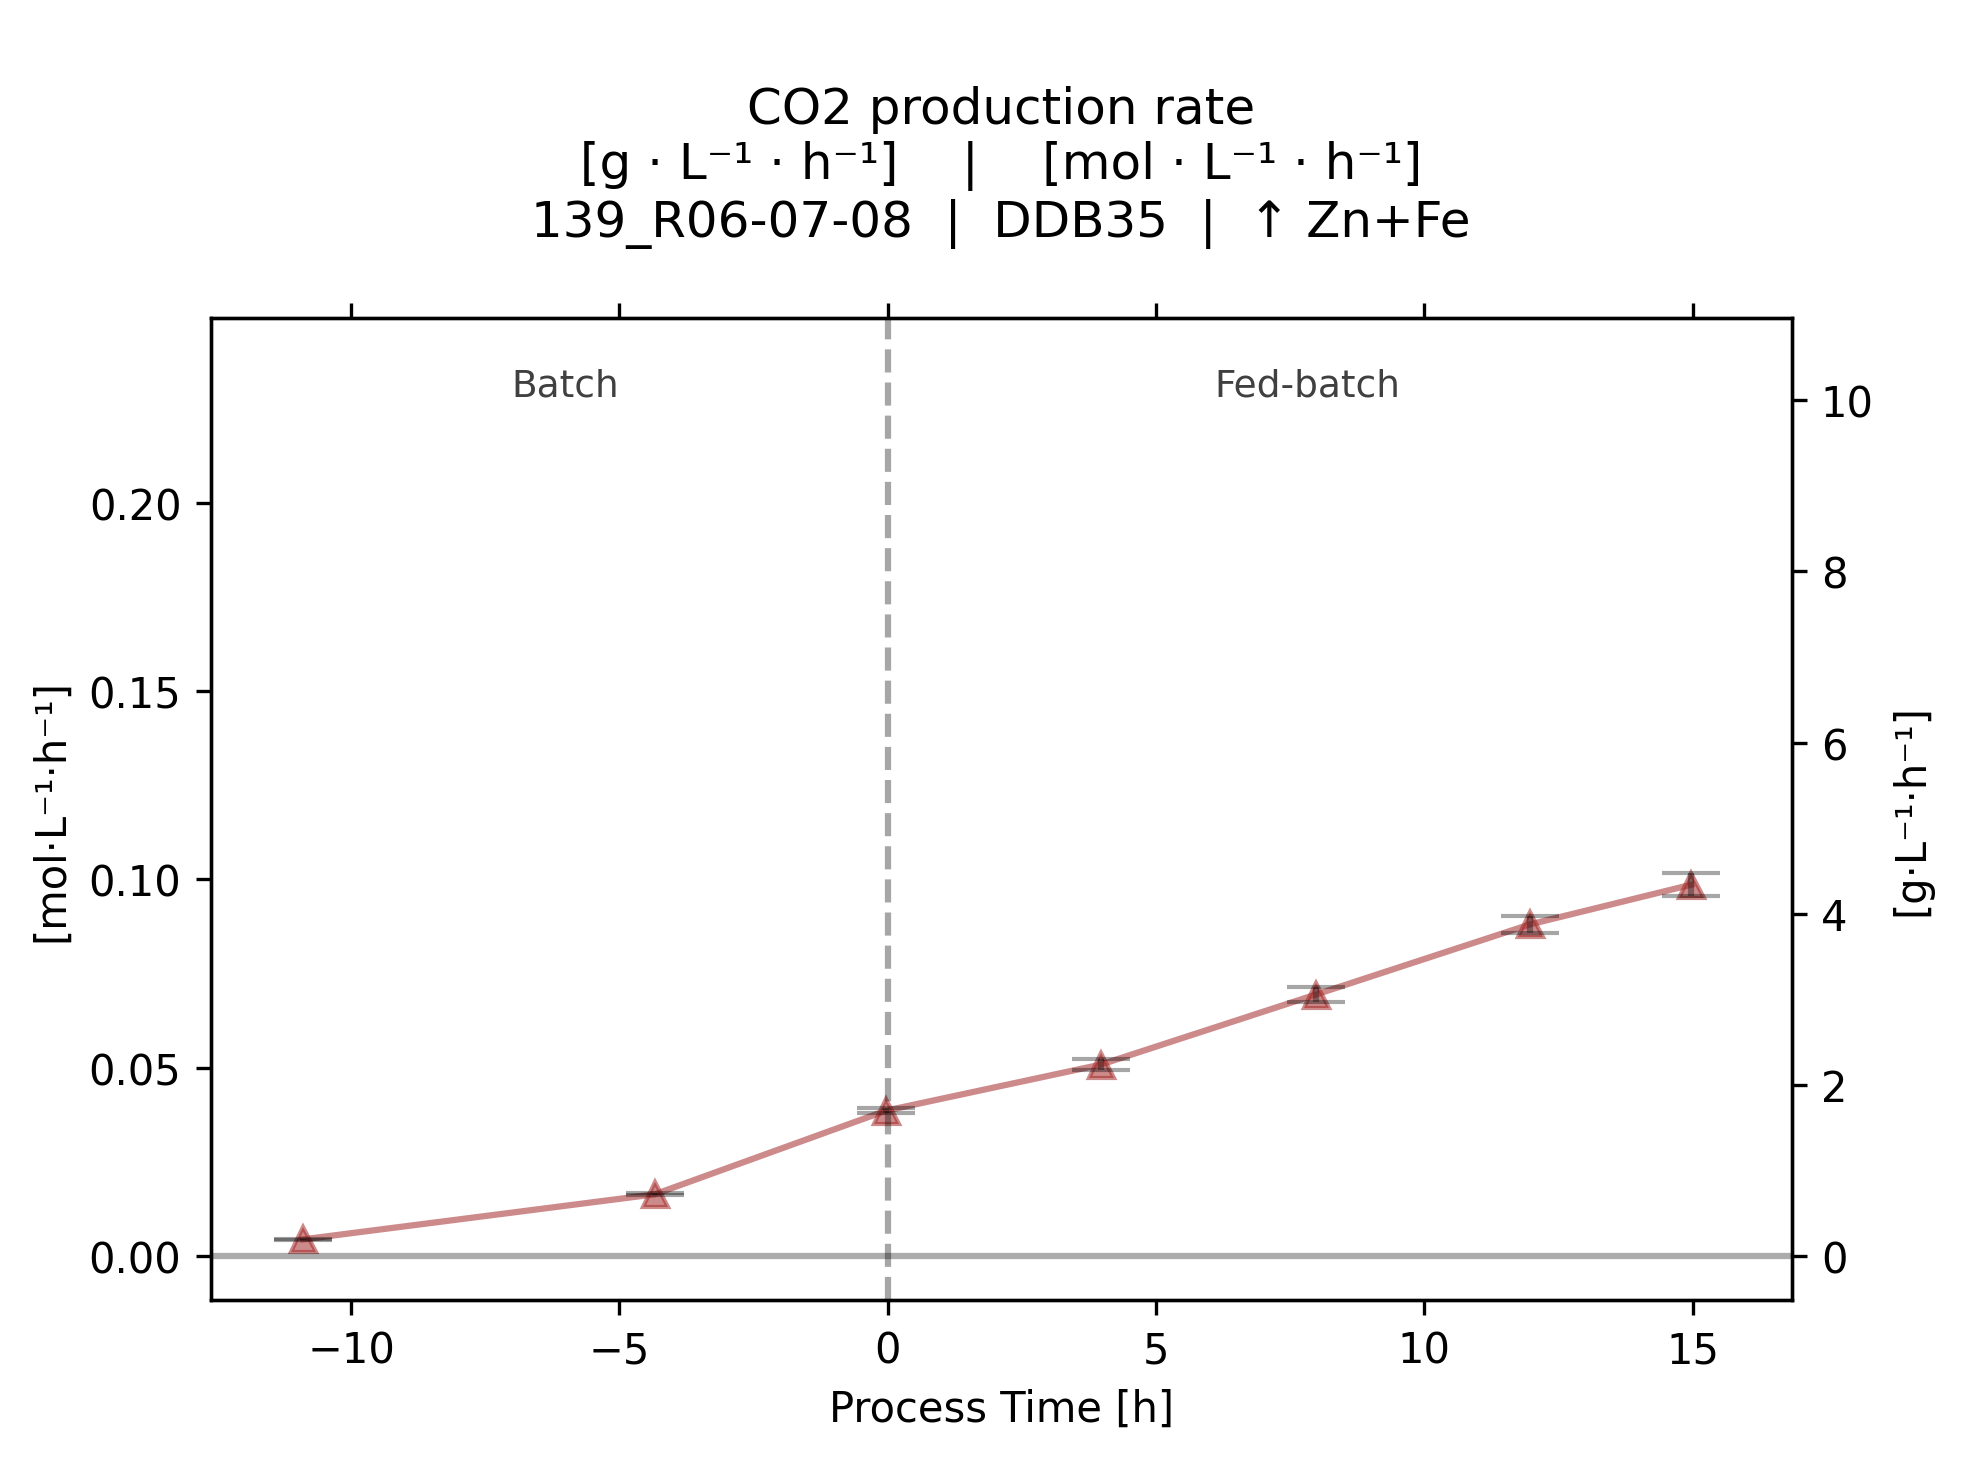 CO2 production rate
[g · L⁻¹ · h⁻¹]    |    [mol · L⁻¹ · h⁻¹]
139_R06-07-08  |  DDB35  |  ↑ Zn+Fe
Batch
Fed-batch
0.20
0.15
0.10
0.05
0.00
[mol·L⁻¹·h⁻¹]
10
8
6
4
2
0
[g·L⁻¹·h⁻¹]
−10
−5
0
5
10
15
Process Time [h]